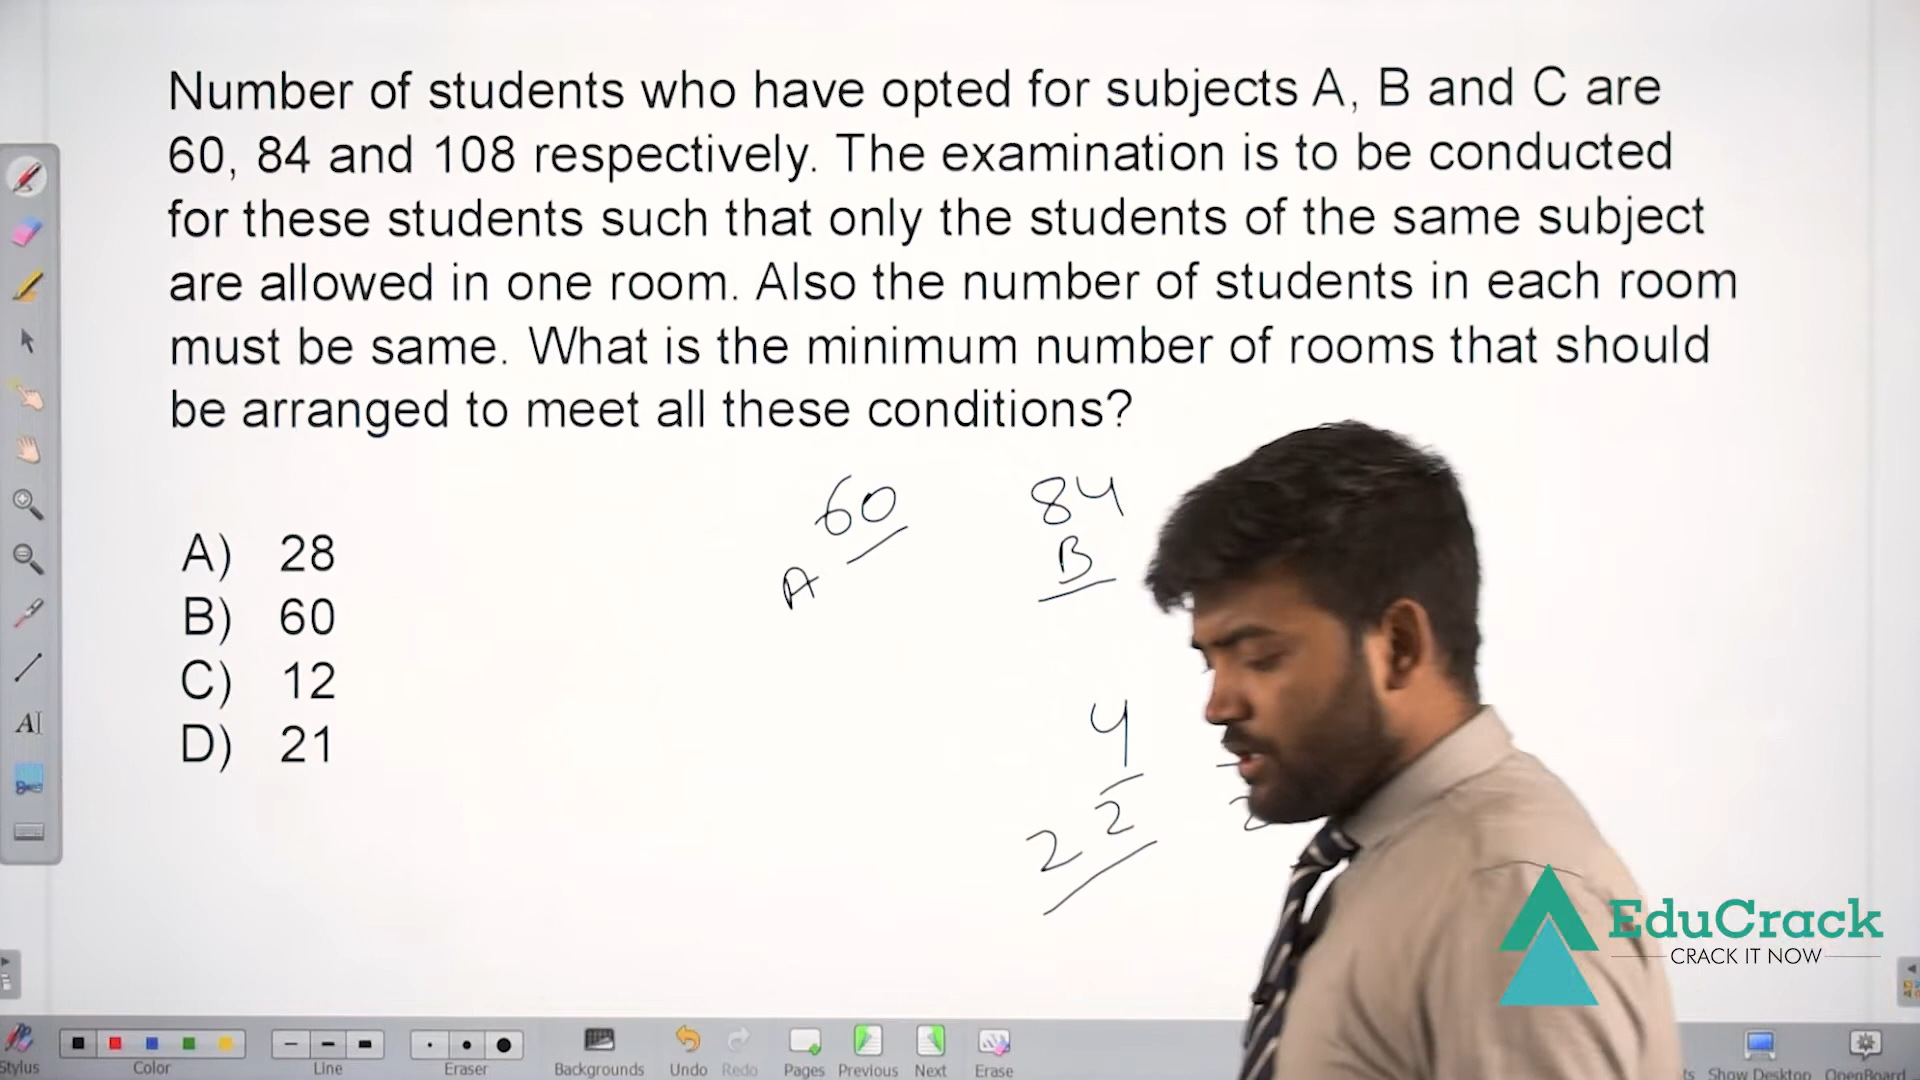 Number of students who have opted for subjects A, B and C are
60, 84 and 108 respectively. The examination is to be conducted
for these students such that only the students of the same subject
are allowed in one room. Also the number of students in each room
must be same. What is the minimum number of rooms that should
be arranged to meet all these conditions?
60
84
A
B
A) 28
B) 60
C) 12
D) 21
4
2
2
2
AI
EduCrack
CRACK IT NOW
Stylus
Color
Line
Eraser
Backgrounds
Undo
Redo
Pages
Previous
Next
Erase
ts
Show Desktop
OpenBoard